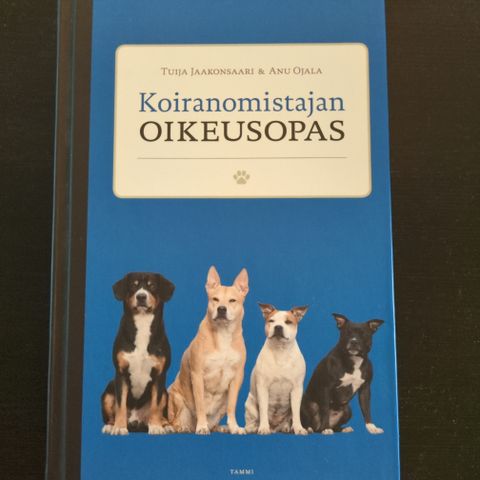 Tuija Jaakonsaari & Anu Ojala
Koiranomistajan
OIKEUSOPAS
TAMMI